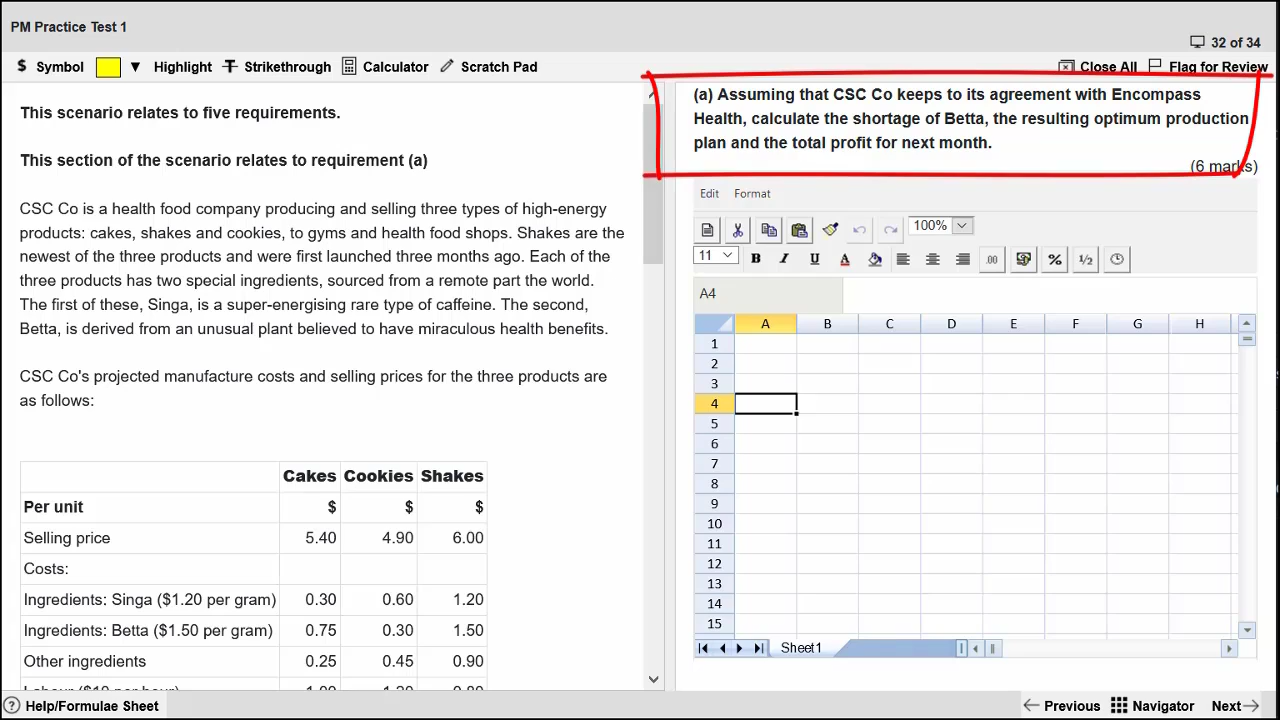 PM Practice Test 1
32 of 34
$ Symbol Highlight T Strikethrough Calculator Scratch Pad
Close All Flag for Review
This scenario relates to five requirements.
This section of the scenario relates to requirement (a)
CSC Co is a health food company producing and selling three types of high-energy
products: cakes, shakes and cookies, to gyms and health food shops. Shakes are the
newest of the three products and were first launched three months ago. Each of the
three products has two special ingredients, sourced from a remote part the world.
The first of these, Singa, is a super-energising rare type of caffeine. The second,
Betta, is derived from an unusual plant believed to have miraculous health benefits.
CSC Co's projected manufacture costs and selling prices for the three products are
as follows:
Cakes Cookies Shakes
Per unit $ $ $
Selling price 5.40 4.90 6.00
Costs:
Ingredients: Singa ($1.20 per gram) 0.30 0.60 1.20
Ingredients: Betta ($1.50 per gram) 0.75 0.30 1.50
Other ingredients 0.25 0.45 0.90
(a) Assuming that CSC Co keeps to its agreement with Encompass
Health, calculate the shortage of Betta, the resulting optimum production
plan and the total profit for next month.
(6 marks)
Edit Format
100%
11 B I U A .00 % 1/2
A4
A B C D E F G H
1
2
3
4
5
6
7
8
9
10
11
12
13
14
15
Sheet1
? Help/Formulae Sheet
Previous Navigator Next